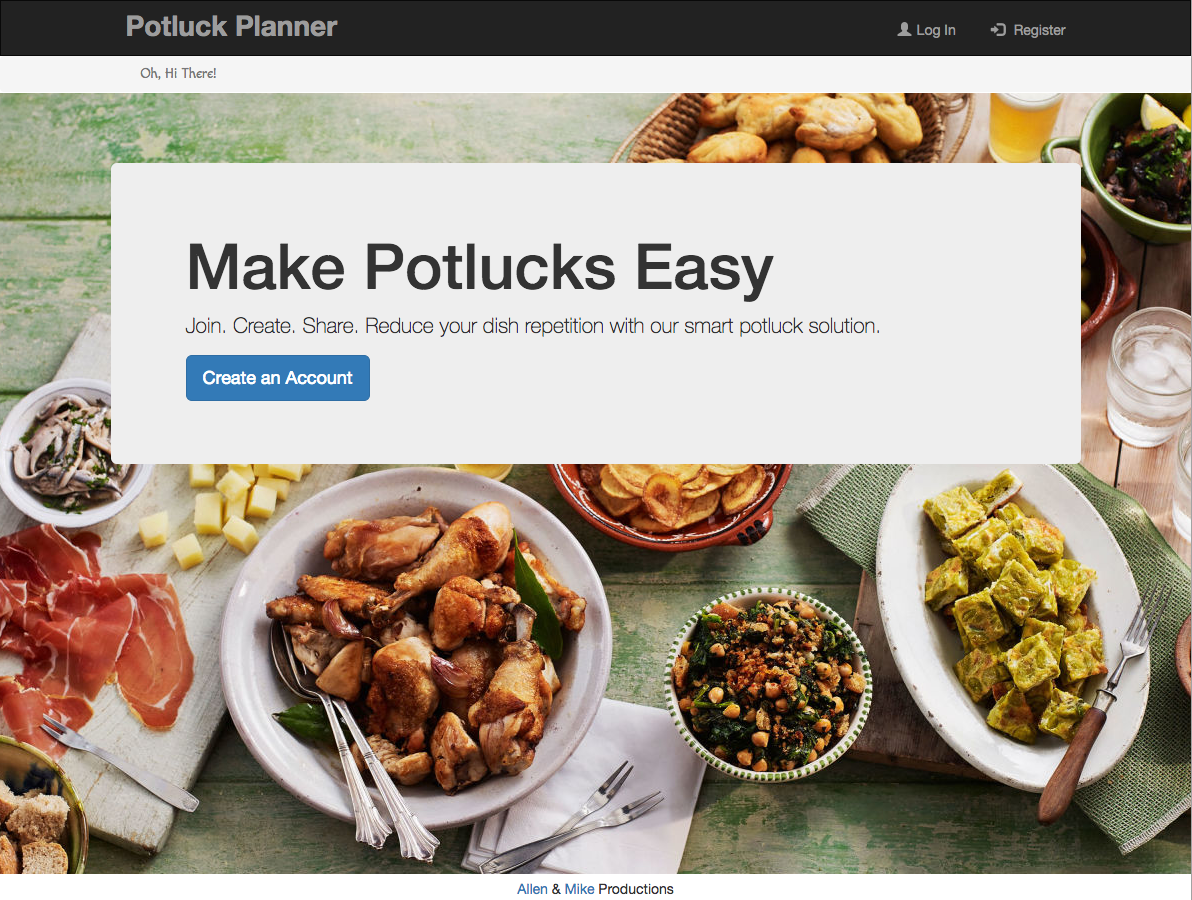 Potluck Planner
Log In
Register
Oh, Hi There!
Make Potlucks Easy
Join. Create. Share. Reduce your dish repetition with our smart potluck solution.
Create an Account
Allen & Mike Productions